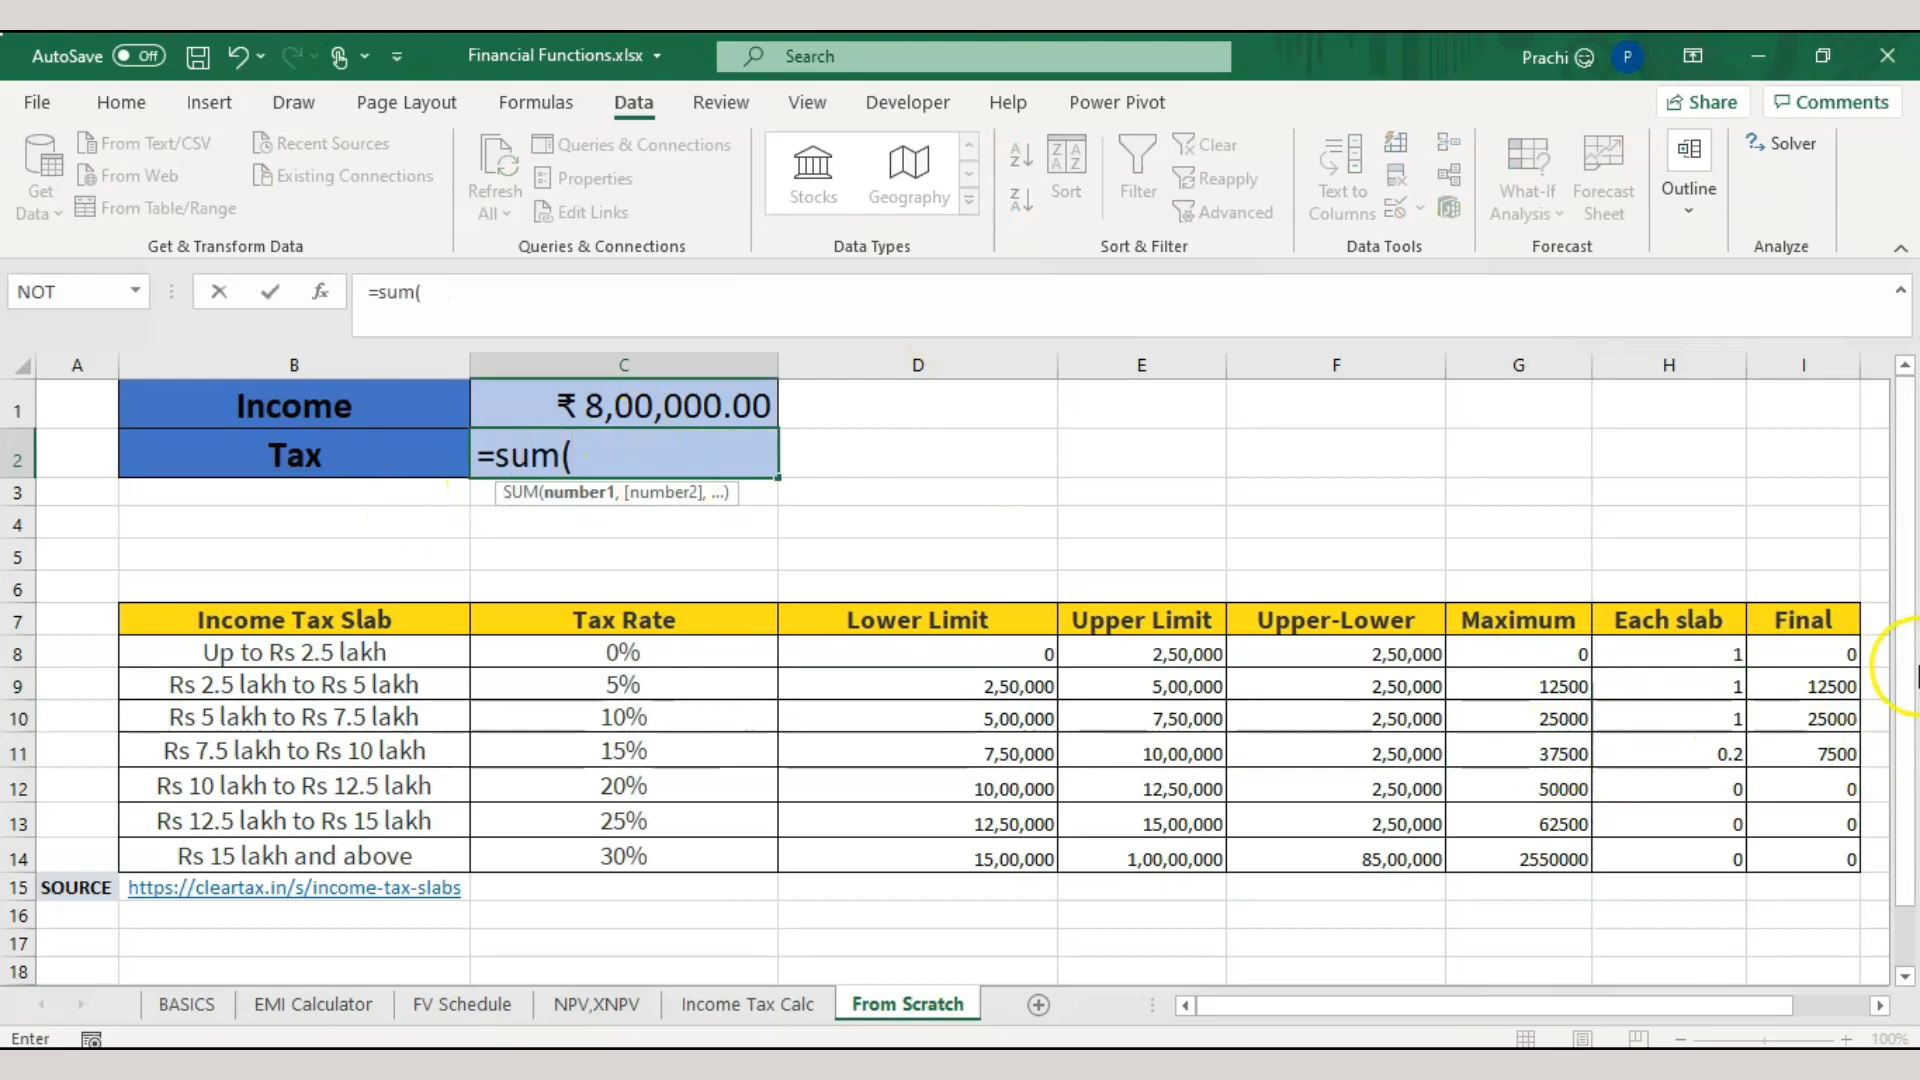 AutoSave Off Financial Functions.xlsx Search Prachi P
File Home Insert Draw Page Layout Formulas Data Review View Developer Help Power Pivot Share Comments
Get Data
From Text/CSV
From Web
From Table/Range
Recent Sources
Existing Connections
Get & Transform Data
Refresh All
Queries & Connections
Properties
Edit Links
Queries & Connections
Stocks Geography
Data Types
Sort
Filter
Clear
Reapply
Advanced
Sort & Filter
Text to Columns
Data Tools
What-If Analysis
Forecast Sheet
Forecast
Outline
Solver
Analyze
NOT fx =sum(
A B C D E F G H I
1 Income ₹ 8,00,000.00
2 Tax =sum(
3 SUM(number1, [number2], ...)
4
5
6
7 Income Tax Slab Tax Rate Lower Limit Upper Limit Upper-Lower Maximum Each slab Final
8 Up to Rs 2.5 lakh 0% 0 2,50,000 2,50,000 0 1 0
9 Rs 2.5 lakh to Rs 5 lakh 5% 2,50,000 5,00,000 2,50,000 12500 1 12500
10 Rs 5 lakh to Rs 7.5 lakh 10% 5,00,000 7,50,000 2,50,000 25000 1 25000
11 Rs 7.5 lakh to Rs 10 lakh 15% 7,50,000 10,00,000 2,50,000 37500 0.2 7500
12 Rs 10 lakh to Rs 12.5 lakh 20% 10,00,000 12,50,000 2,50,000 50000 0 0
13 Rs 12.5 lakh to Rs 15 lakh 25% 12,50,000 15,00,000 2,50,000 62500 0 0
14 Rs 15 lakh and above 30% 15,00,000 1,00,00,000 85,00,000 2550000 0 0
15 SOURCE https://cleartax.in/s/income-tax-slabs
16
17
18
BASICS EMI Calculator FV Schedule NPV,XNPV Income Tax Calc From Scratch
Enter 100%